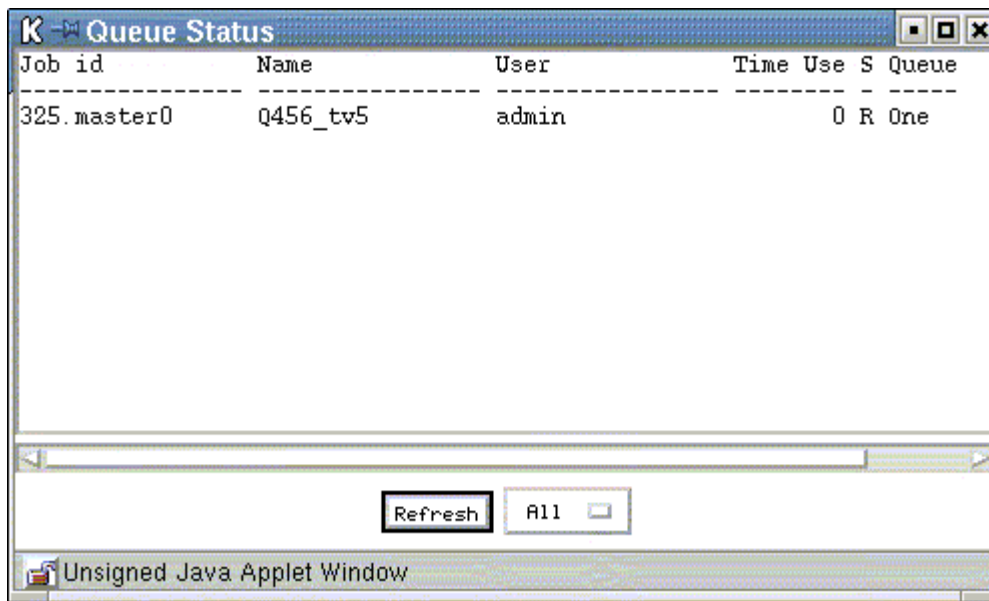 Queue Status
Job id Name User Time Use S Queue
---------------- ---------------- ---------------- -------- - -----
325.master0 Q456_tv5 admin 0 R One
Refresh All
Unsigned Java Applet Window